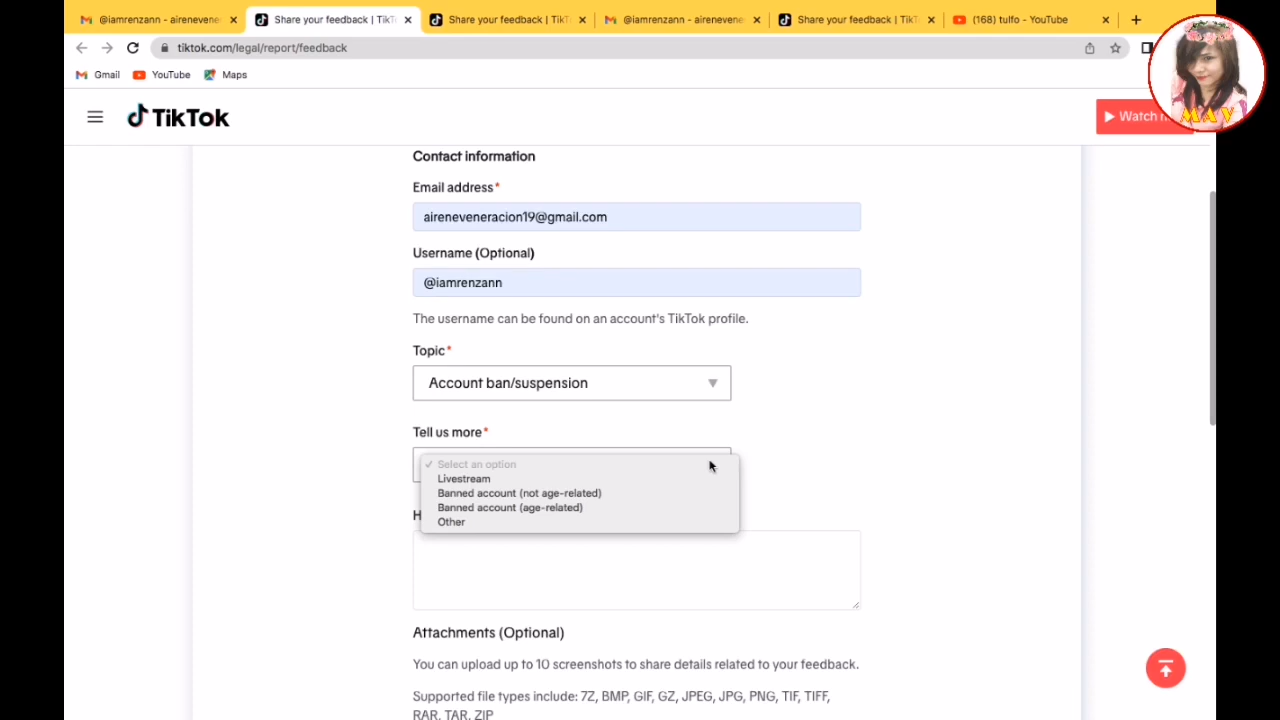 @iamrenzann - aireneven
Share your feedback | TikT
Share your feedback | TikT
@iamrenzann - aireneven
Share your feedback | TikT
(168) tulfo - YouTube
tiktok.com/legal/report/feedback
Gmail
YouTube
Maps
TikTok
Watch
MAY
Contact information
Email address*
aireneveneracion19@gmail.com
Username (Optional)
@iamrenzann
The username can be found on an account's TikTok profile.
Topic*
Account ban/suspension
Tell us more*
Select an option
Livestream
Banned account (not age-related)
Banned account (age-related)
Other
H
Attachments (Optional)
You can upload up to 10 screenshots to share details related to your feedback.
Supported file types include: 7Z, BMP, GIF, GZ, JPEG, JPG, PNG, TIF, TIFF,
RAR, TAR, ZIP